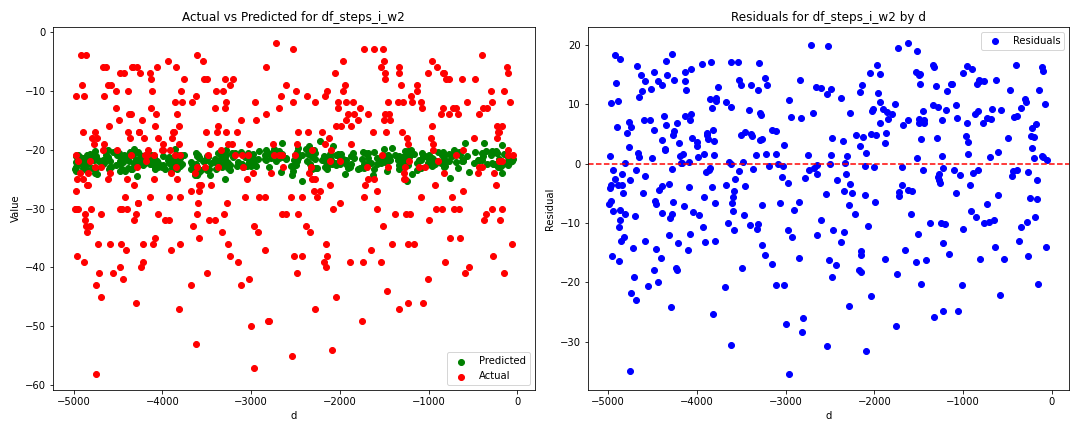 Actual vs Predicted for df_steps_i_w2
0
−10
−20
−30
−40
−50
−60
Value
−5000
−4000
−3000
−2000
−1000
0
d
Predicted
Actual
Residuals for df_steps_i_w2 by d
20
10
0
−10
−20
−30
Residual
−5000
−4000
−3000
−2000
−1000
0
d
Residuals